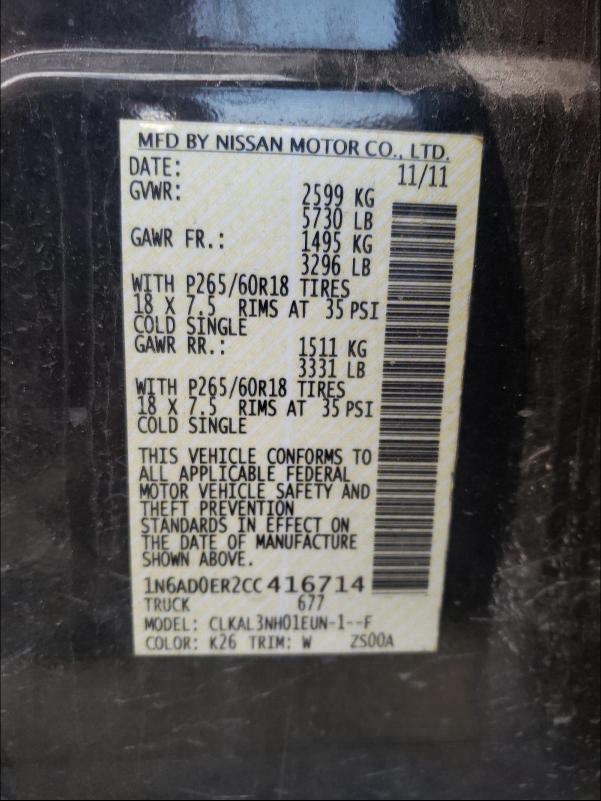 MFD BY NISSAN MOTOR CO., LTD.
DATE: 11/11
GVWR: 2599 KG
5730 LB
GAWR FR.: 1495 KG
3296 LB
WITH P265/60R18 TIRES
18 X 7.5 RIMS AT 35 PSI
COLD SINGLE
GAWR RR.: 1511 KG
3331 LB
WITH P265/60R18 TIRES
18 X 7.5 RIMS AT 35 PSI
COLD SINGLE
THIS VEHICLE CONFORMS TO
ALL APPLICABLE FEDERAL
MOTOR VEHICLE SAFETY AND
THEFT PREVENTION
STANDARDS IN EFFECT ON
THE DATE OF MANUFACTURE
SHOWN ABOVE.
1N6AD0ER2CC416714
TRUCK 677
MODEL: CLKAL3NH01EUN-1--F
COLOR: K26 TRIM: W ZS00A